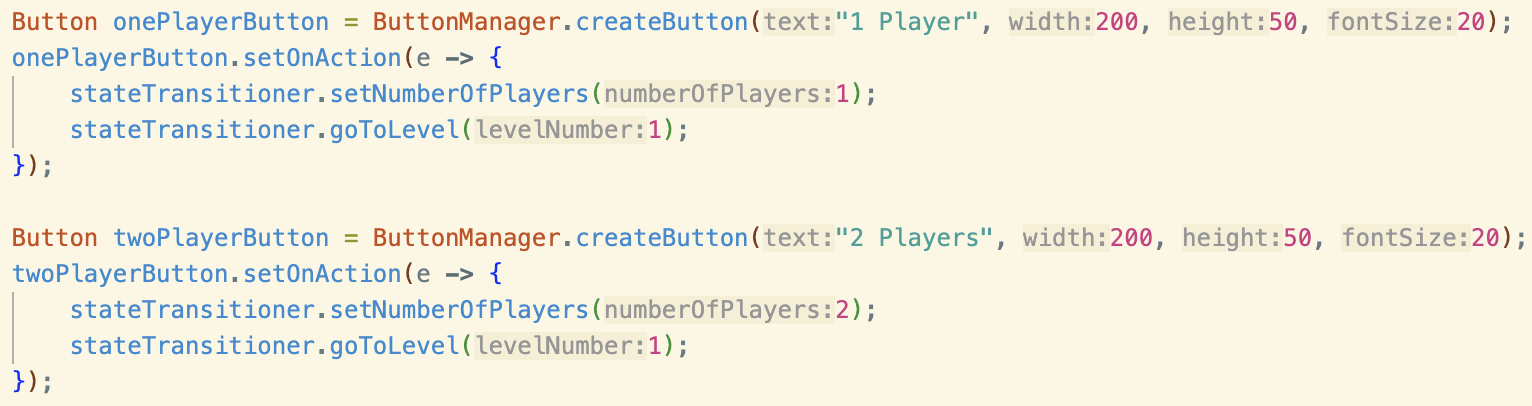 Button onePlayerButton = ButtonManager.createButton(text:"1 Player", width:200, height:50, fontSize:20);
onePlayerButton.setOnAction(e -> {
    stateTransitioner.setNumberOfPlayers(numberOfPlayers:1);
    stateTransitioner.goToLevel(levelNumber:1);
});

Button twoPlayerButton = ButtonManager.createButton(text:"2 Players", width:200, height:50, fontSize:20);
twoPlayerButton.setOnAction(e -> {
    stateTransitioner.setNumberOfPlayers(numberOfPlayers:2);
    stateTransitioner.goToLevel(levelNumber:1);
});